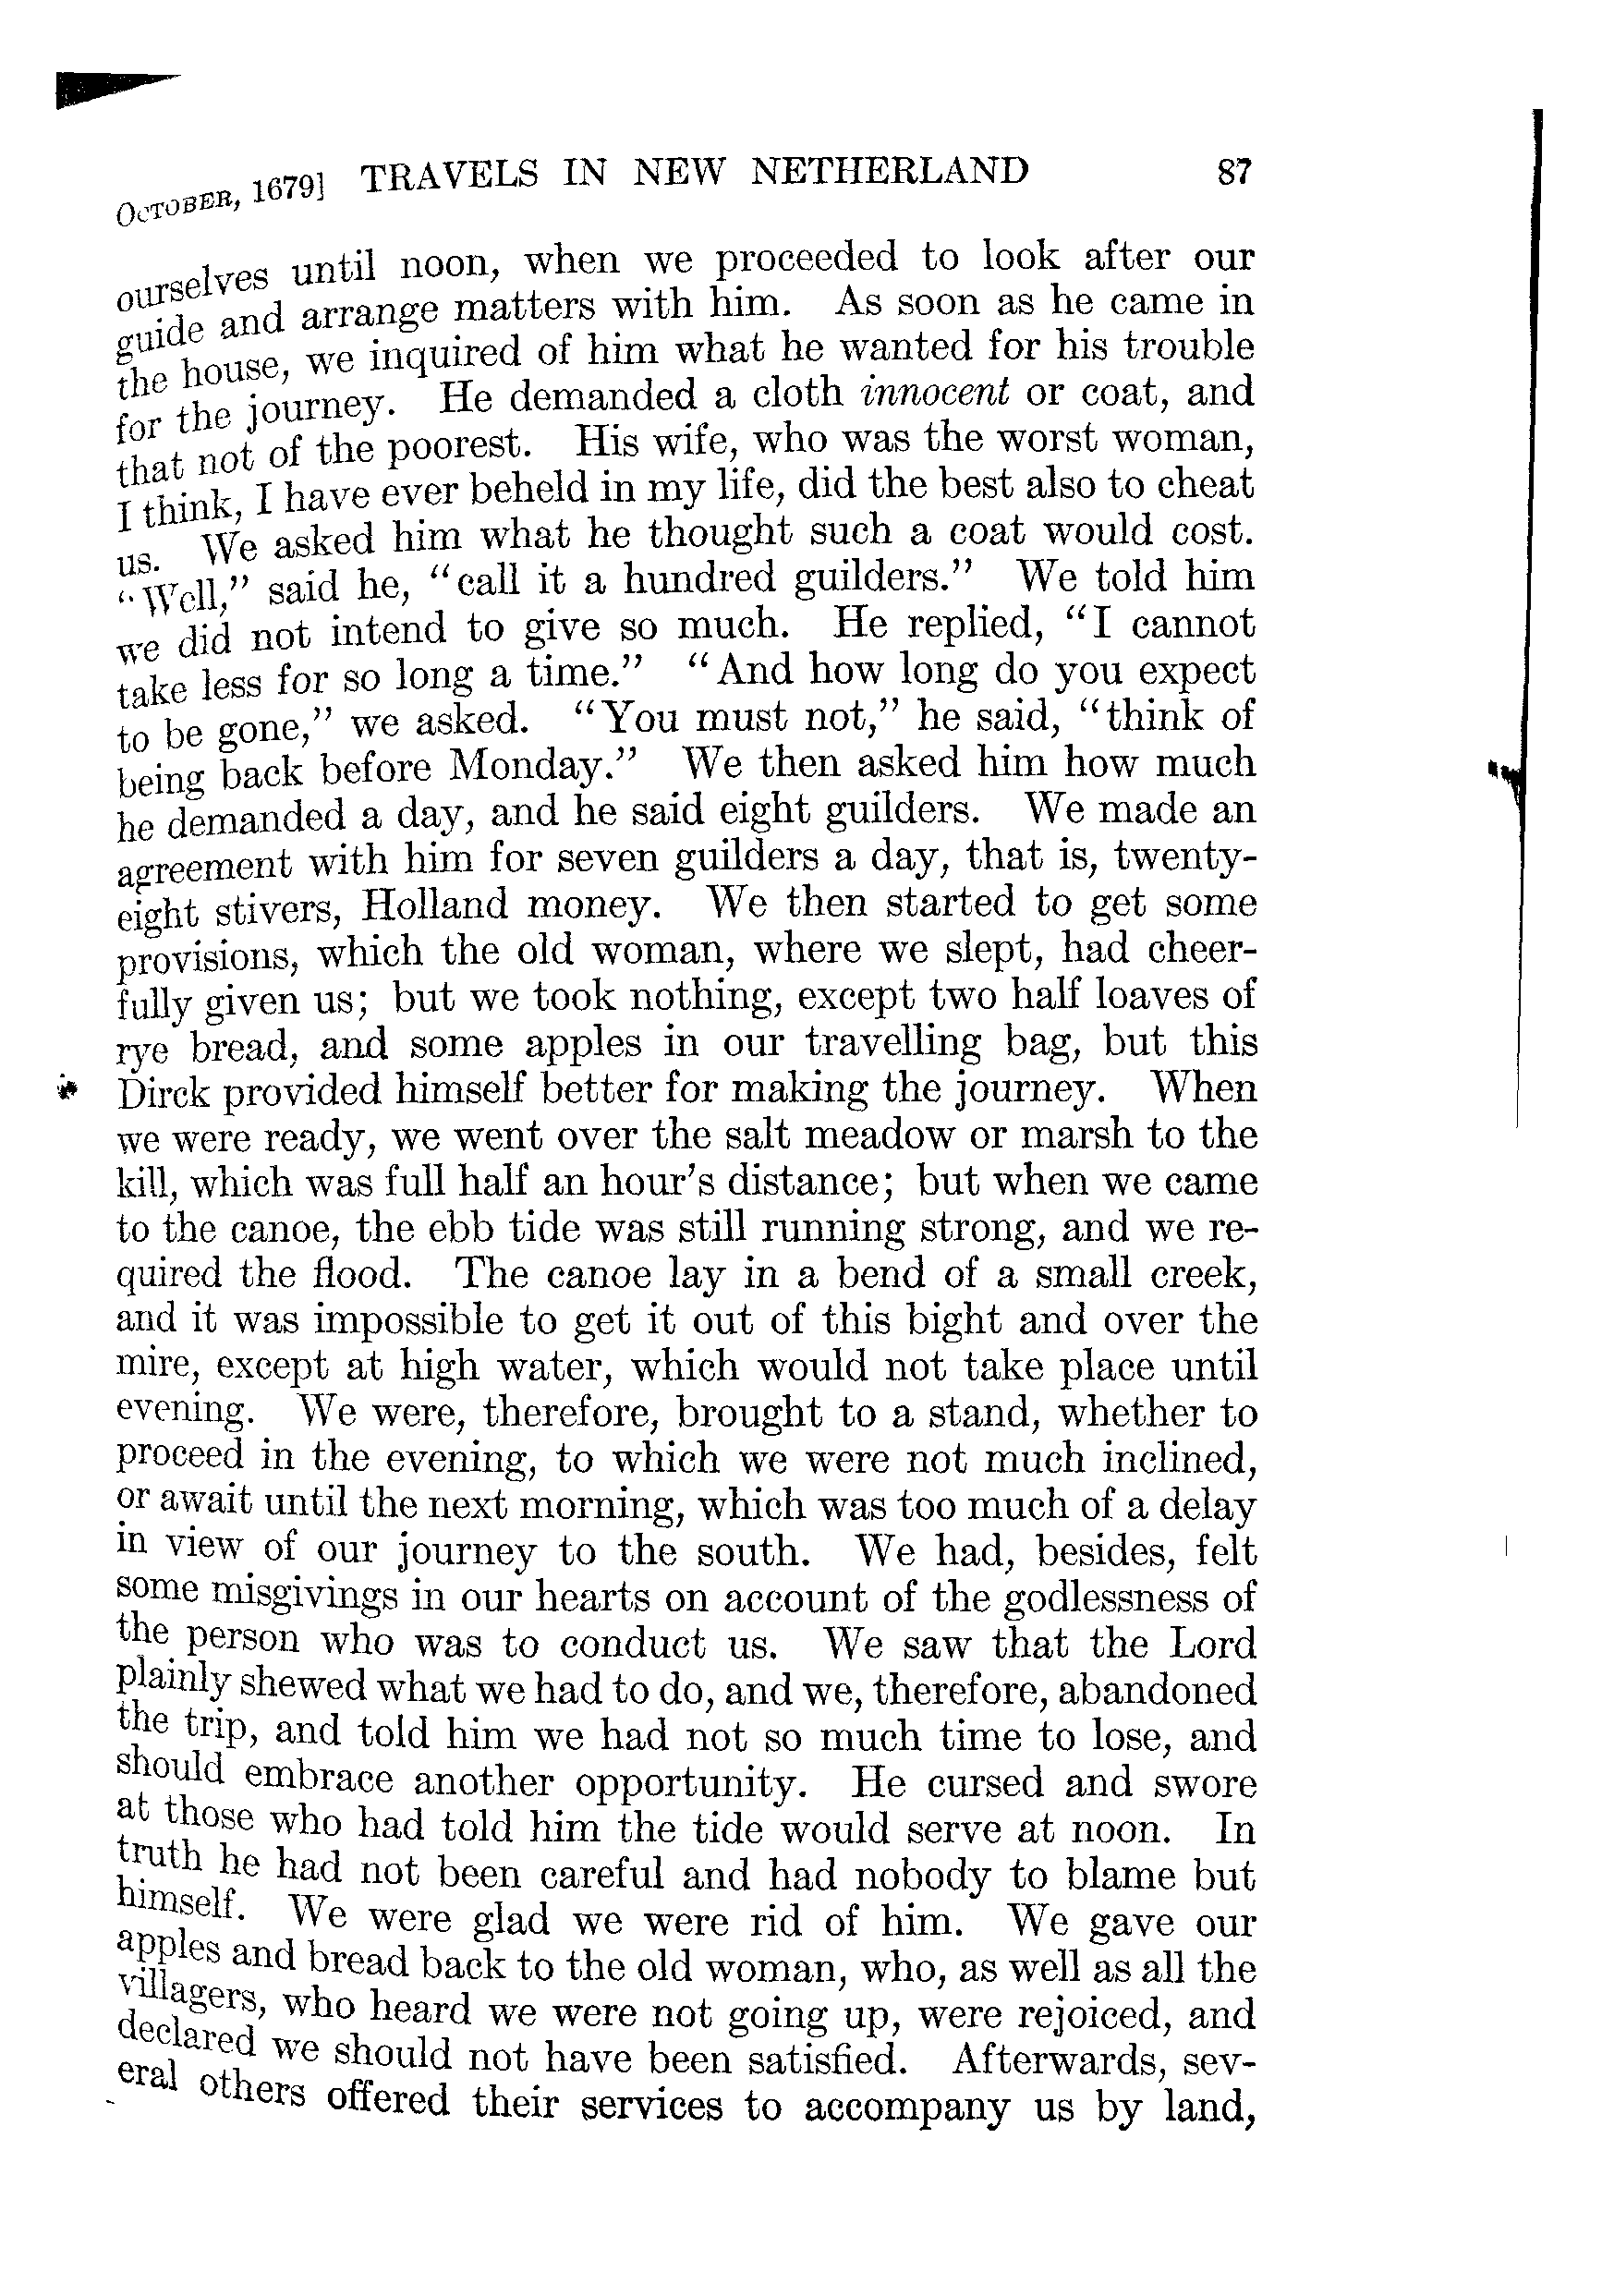 OCTOBER, 1679] TRAVELS IN NEW NETHERLAND 87
ourselves until noon, when we proceeded to look after our
guide and arrange matters with him. As soon as he came in
the house, we inquired of him what he wanted for his trouble
for the journey. He demanded a cloth innocent or coat, and
that not of the poorest. His wife, who was the worst woman,
I think, I have ever beheld in my life, did the best also to cheat
us. We asked him what he thought such a coat would cost.
"Well," said he, "call it a hundred guilders." We told him
we did not intend to give so much. He replied, "I cannot
take less for so long a time." "And how long do you expect
to be gone," we asked. "You must not," he said, "think of
being back before Monday." We then asked him how much
he demanded a day, and he said eight guilders. We made an
agreement with him for seven guilders a day, that is, twenty-
eight stivers, Holland money. We then started to get some
provisions, which the old woman, where we slept, had cheer-
fully given us; but we took nothing, except two half loaves of
rye bread, and some apples in our travelling bag, but this
Dirck provided himself better for making the journey. When
we were ready, we went over the salt meadow or marsh to the
kill, which was full half an hour's distance; but when we came
to the canoe, the ebb tide was still running strong, and we re-
quired the flood. The canoe lay in a bend of a small creek,
and it was impossible to get it out of this bight and over the
mire, except at high water, which would not take place until
evening. We were, therefore, brought to a stand, whether to
proceed in the evening, to which we were not much inclined,
or await until the next morning, which was too much of a delay
in view of our journey to the south. We had, besides, felt
some misgivings in our hearts on account of the godlessness of
the person who was to conduct us. We saw that the Lord
plainly shewed what we had to do, and we, therefore, abandoned
the trip, and told him we had not so much time to lose, and
should embrace another opportunity. He cursed and swore
at those who had told him the tide would serve at noon. In
truth he had not been careful and had nobody to blame but
himself. We were glad we were rid of him. We gave our
apples and bread back to the old woman, who, as well as all the
villagers, who heard we were not going up, were rejoiced, and
declared we should not have been satisfied. Afterwards, sev-
eral others offered their services to accompany us by land,